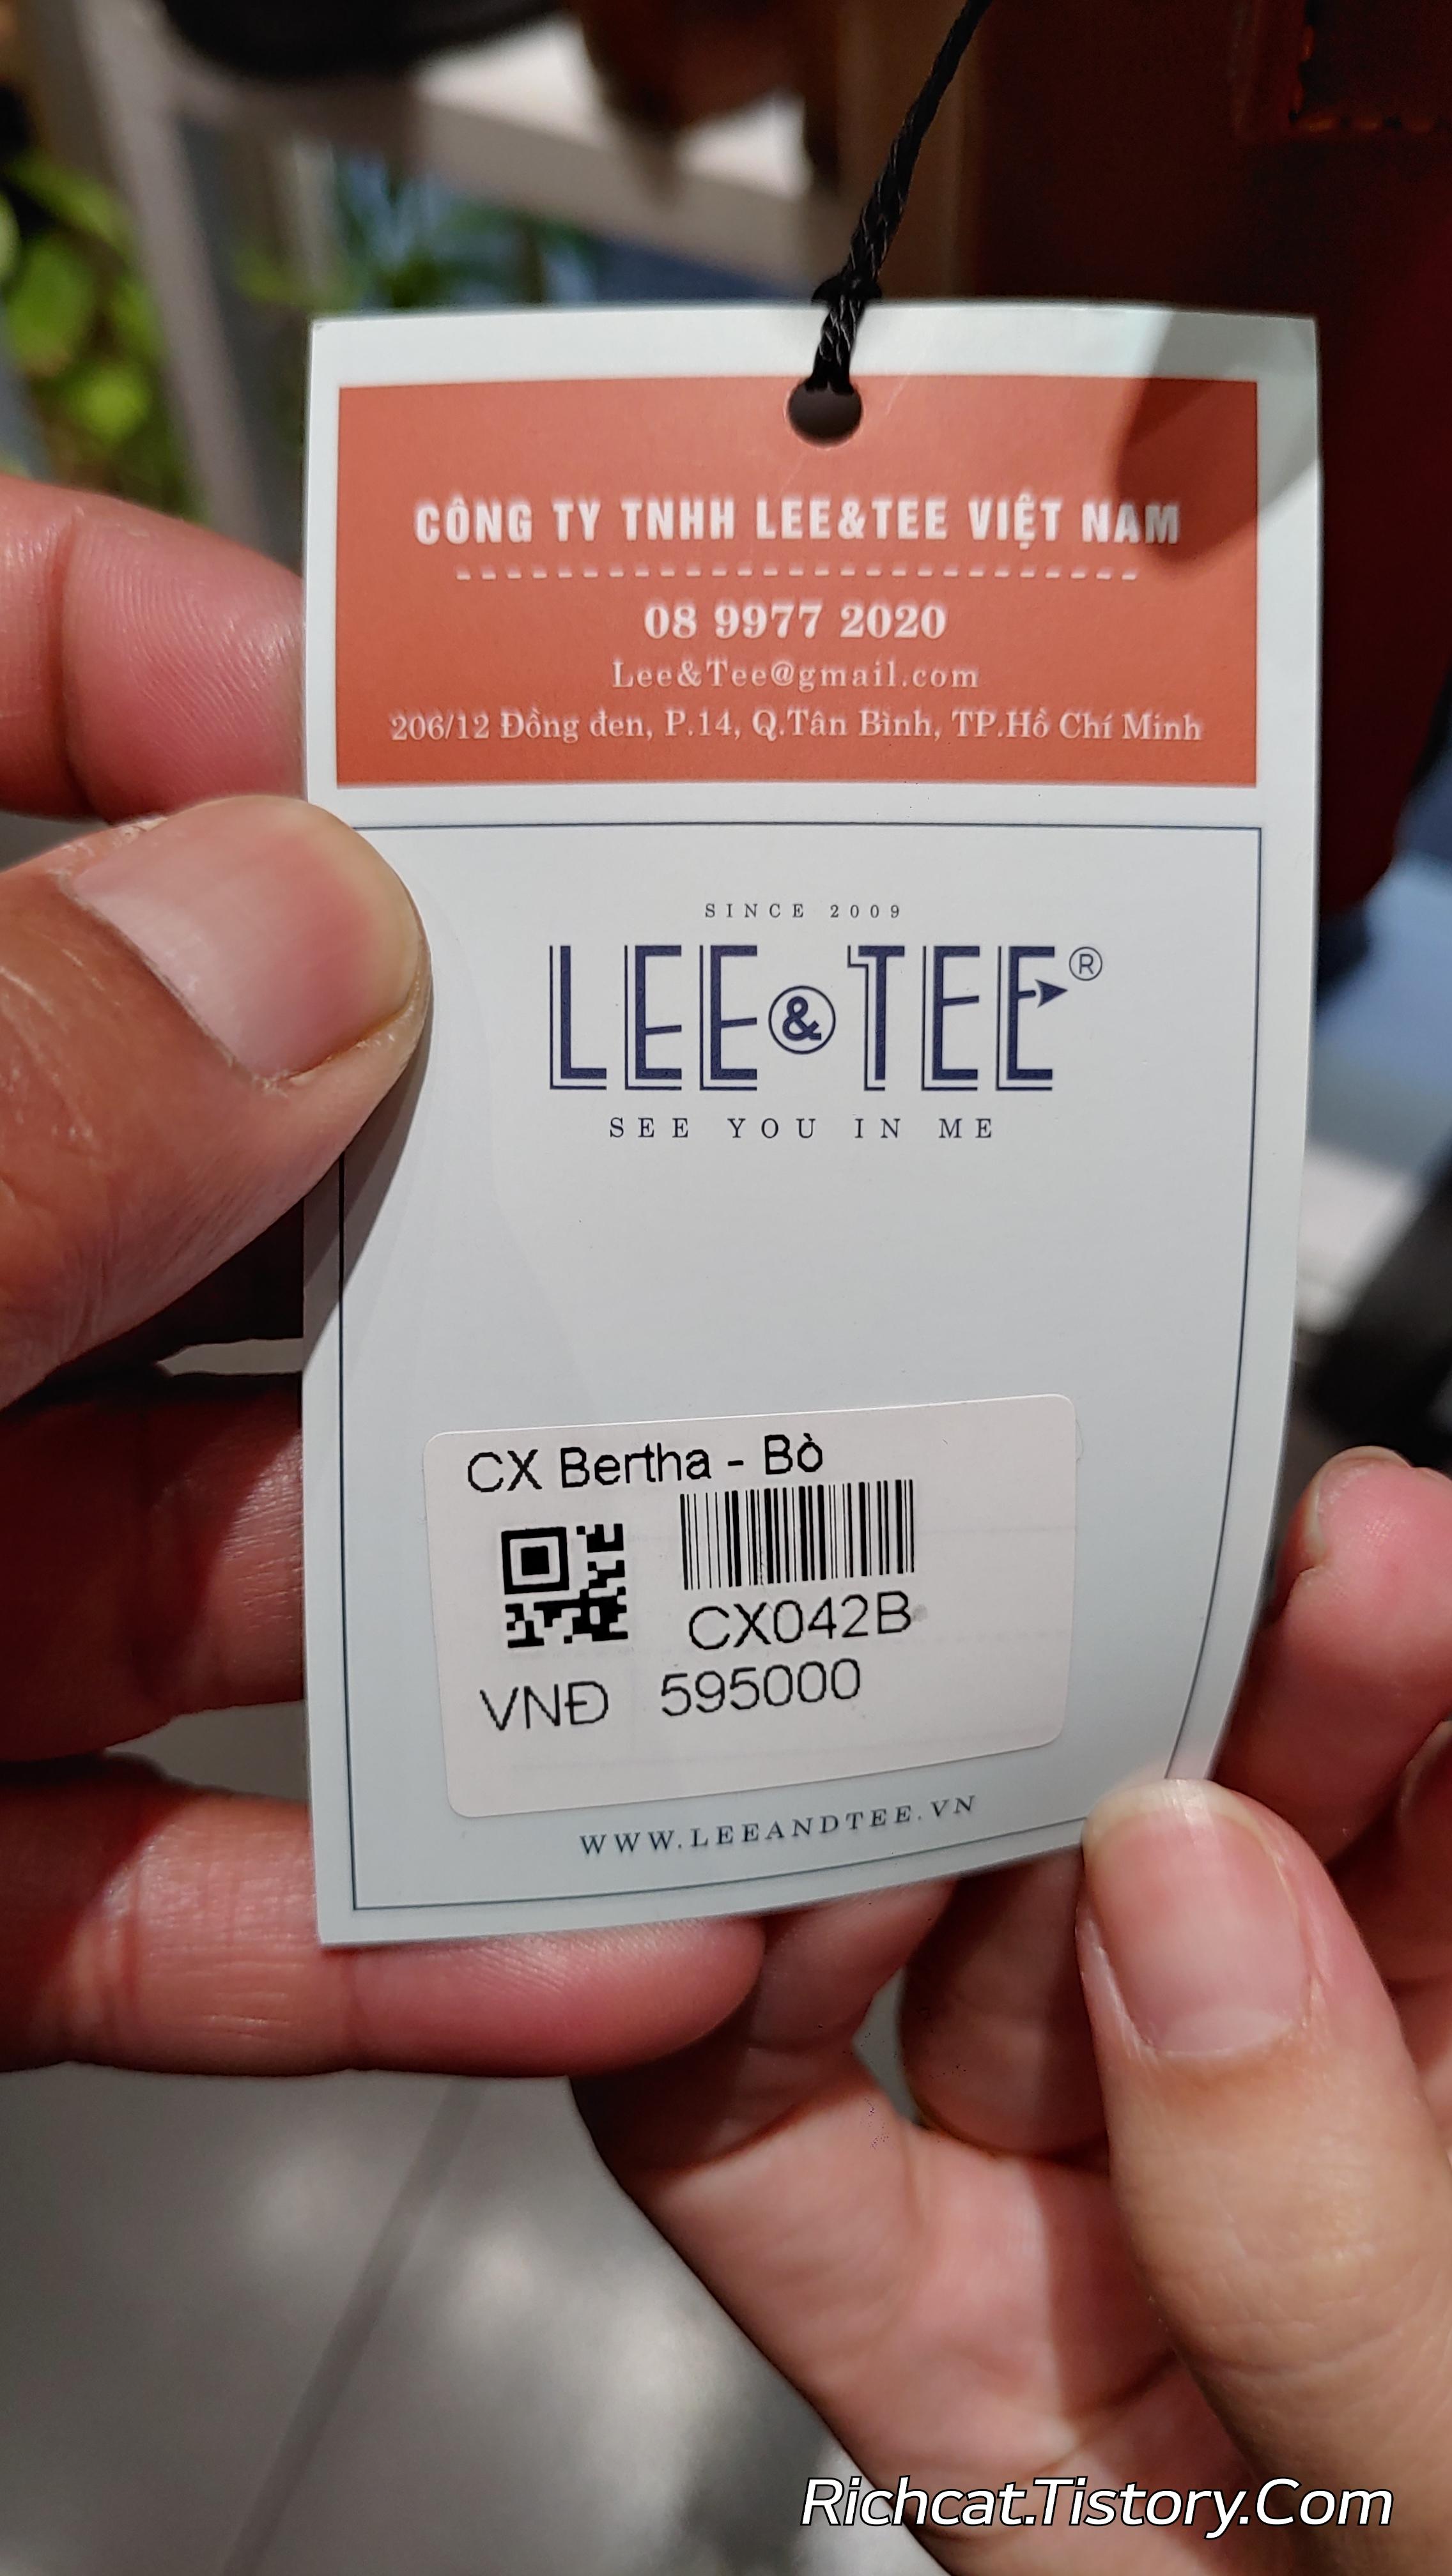 CÔNG TY TNHH LEE&TEE VIỆT NAM
08 9977 2020
Lee&Tee@gmail.com
206/12 Đồng đen, P.14, Q.Tân Bình, TP.Hồ Chí Minh
SINCE 2009
LEE&TEE®
SEE YOU IN ME
CX Bertha - Bò
CX042B
VNĐ 595000
WWW.LEEANDTEE.VN
Richcat.Tistory.Com